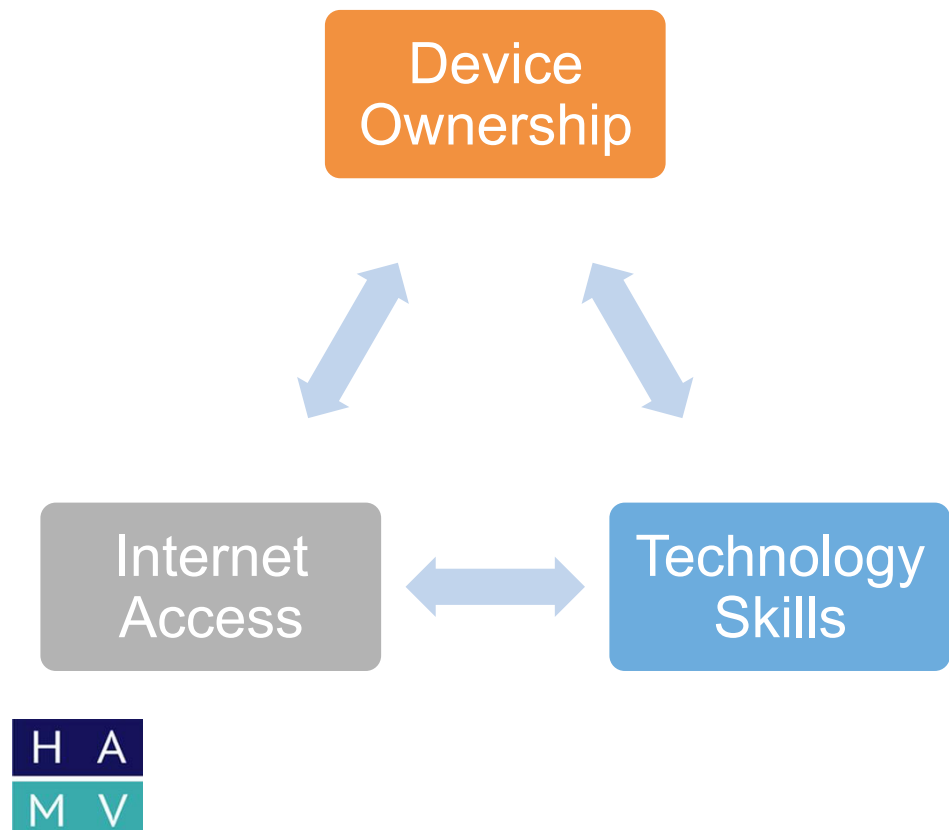 Device
Ownership
Internet
Access
Technology
Skills
H A
M V